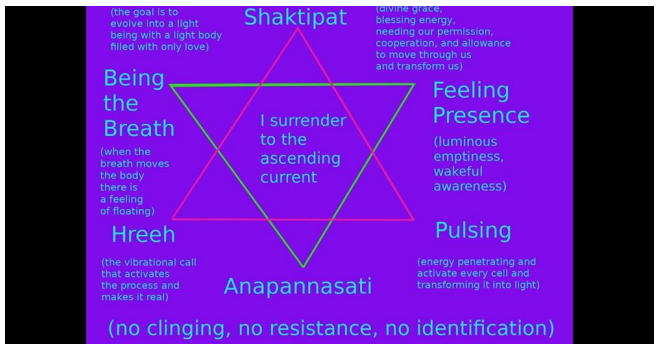 (the goal is to
evolve into a light
being with a light body
filled with only love)
Shaktipat
(divine grace,
blessing energy,
needing our permission,
cooperation, and allowance
to move through us
and transform us)
Being
the
Breath
(when the
breath moves
the body
there is
a feeling
of floating)
I surrender
to the
ascending
current
Feeling
Presence
(luminous
emptiness,
wakeful
awareness)
Hreeh
(the vibrational call
that activates
the process and
makes it real)
Anapannasati
Pulsing
(energy penetrating and
activate every cell and
transforming it into light)
(no clinging, no resistance, no identification)